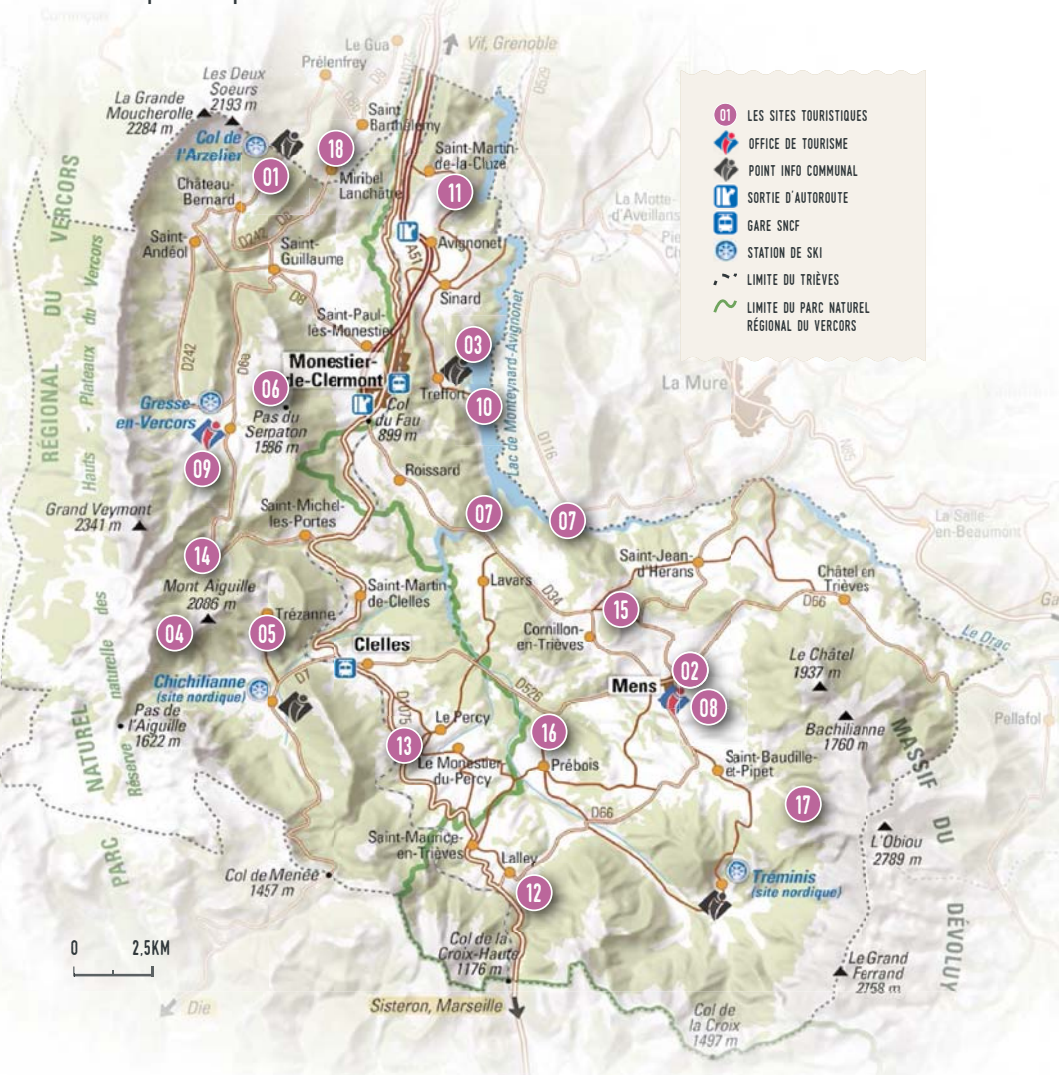 Vif, Grenoble
Le Gua
Prélenfrey
D8
D1075
D529
Les Deux
Soeurs
2193 m
La Grande
Moucherolle
2284 m
Saint
Barthélemy
Col de
l'Arzelier
18
01
Miribel
Lanchâtre
Saint-Martin-
de-la-Cluze
11
Château-
Bernard
Saint-
Andéol
D242
D8
Saint-
Guillaume
A51
Avignonet
Sinard
La Motte-
d'Aveillans
01 LES SITES TOURISTIQUES
OFFICE DE TOURISME
POINT INFO COMMUNAL
SORTIE D'AUTOROUTE
GARE SNCF
STATION DE SKI
LIMITE DU TRIÈVES
LIMITE DU PARC NATUREL
RÉGIONAL DU VERCORS
PARC NATUREL RÉGIONAL DU VERCORS
Hauts Plateaux du Vercors
Réserve naturelle des
D8
Saint-Paul-
lès-Monestier
D242
D8a
Monestier-
de-Clermont
03
Treffort
10
Lac de Monteynard-Avignonet
La Mure
D116
N85
06
Pas du
Serpaton
1586 m
Col
du Fau
899 m
Gresse-
en-Vercors
09
Roissard
Grand Veymont
2341 m
Saint-Michel-
les-Portes
07
07
La Salle-
en-Beaumont
14
Mont Aiguille
2086 m
04
05
Trézanne
Saint-Martin
de-Clelles
Lavars
D34
Saint-Jean-
d'Hérans
15
Cornillon-
en-Trièves
Châtel en
Trièves
D66
Le Drac
Clelles
D7
Chichilianne
(site nordique)
Pas de
l'Aiguille
1622 m
D526
Mens
02
08
Le Châtel
1937 m
Bachilianne
1760 m
Pellafol
D1075
Le Percy
13
Le Monestier-
du-Percy
16
Prébois
Saint-Baudille-
et-Pipet
17
MASSIF DU DÉVOLUY
L'Obiou
2789 m
D66
Saint-Maurice-
en-Trièves
Lalley
12
Tréminis
(site nordique)
Col de Menée
1457 m
0 2,5KM
Col de la
Croix-Haute
1176 m
Le Grand
Ferrand
2758 m
Die
Sisteron, Marseille
Col de
la Croix
1497 m